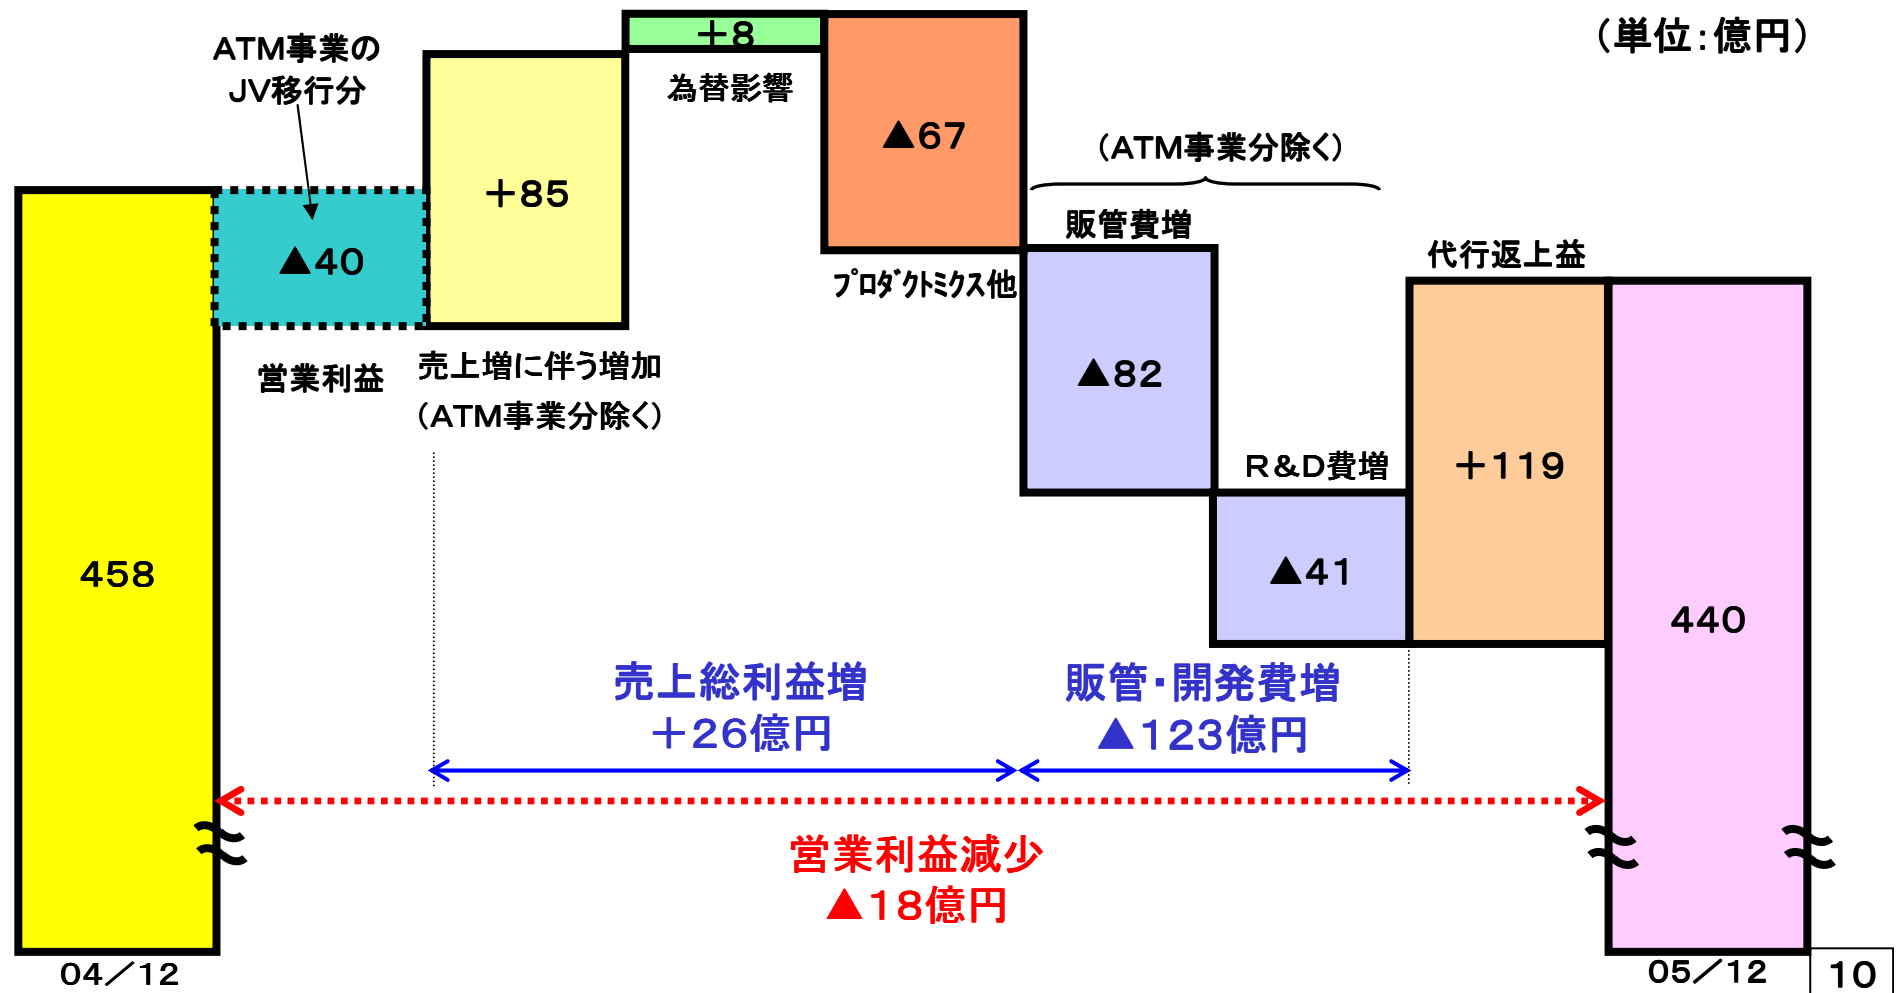 （単位：億円）
ATM事業の
JV移行分
＋8
為替影響
▲67
（ATM事業分除く）
＋85
販管費増
▲40
代行返上益
ﾌﾟﾛﾀﾞｸﾄﾐｸｽ他
営業利益
売上増に伴う増加
（ATM事業分除く）
▲82
R&D費増
＋119
458
▲41
440
売上総利益増
＋26億円
販管・開発費増
▲123億円
営業利益減少
▲18億円
04／12
05／12
10